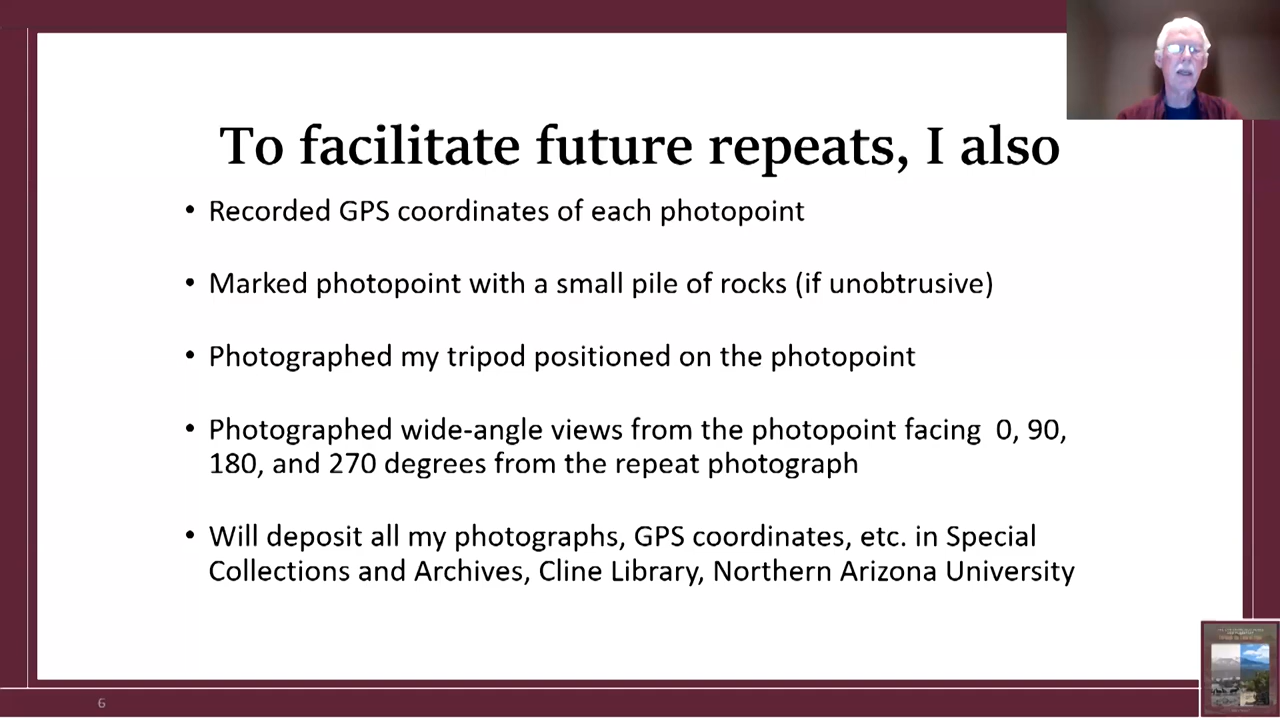 To facilitate future repeats, I also
• Recorded GPS coordinates of each photopoint
• Marked photopoint with a small pile of rocks (if unobtrusive)
• Photographed my tripod positioned on the photopoint
• Photographed wide-angle views from the photopoint facing 0, 90,
180, and 270 degrees from the repeat photograph
• Will deposit all my photographs, GPS coordinates, etc. in Special
Collections and Archives, Cline Library, Northern Arizona University
6